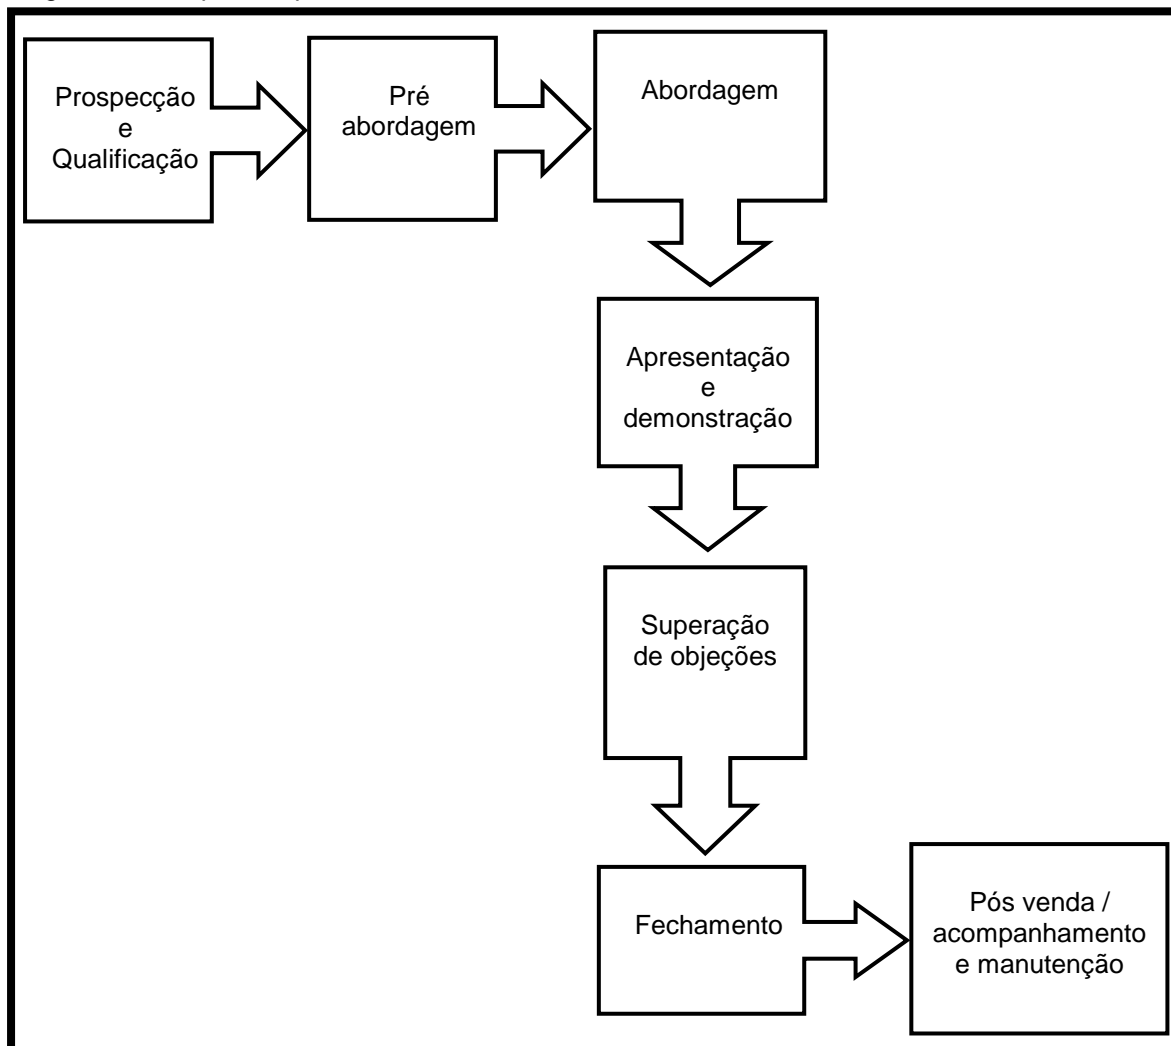 Prospecção
e
Qualificação
Pré
abordagem
Abordagem
Apresentação
e
demonstração
Superação
de objeções
Fechamento
Pós venda /
acompanhamento
e manutenção